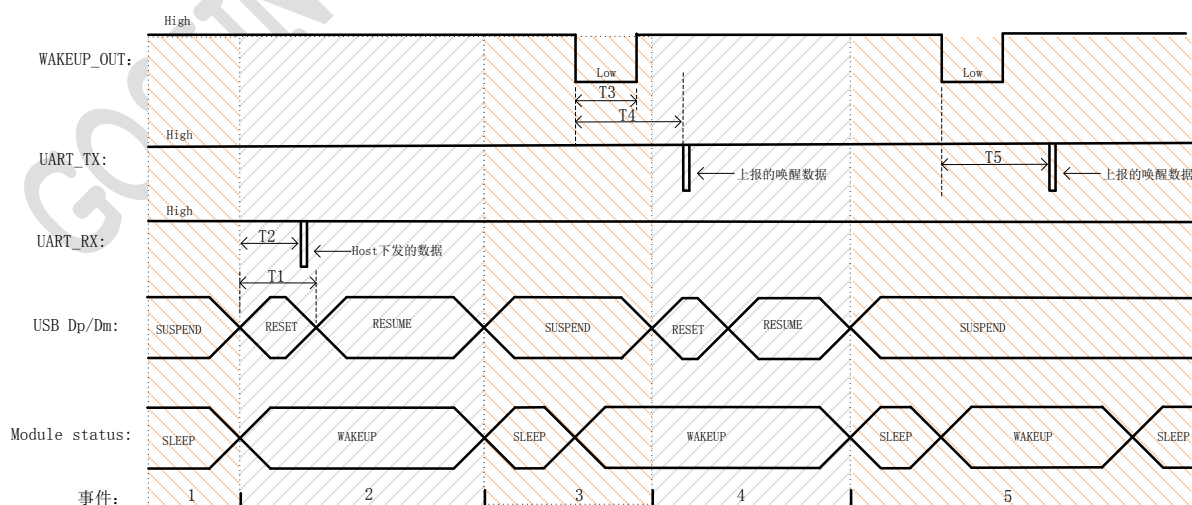 High
WAKEUP_OUT:
Low
Low
T3
T4
High
UART_TX:
T5
上报的唤醒数据
上报的唤醒数据
High
UART_RX:
T2
Host下发的数据
T1
USB Dp/Dm:
SUSPEND
RESET
RESUME
SUSPEND
RESET
RESUME
SUSPEND
Module status:
SLEEP
WAKEUP
SLEEP
WAKEUP
SLEEP
WAKEUP
SLEEP
事件:
1
2
3
4
5